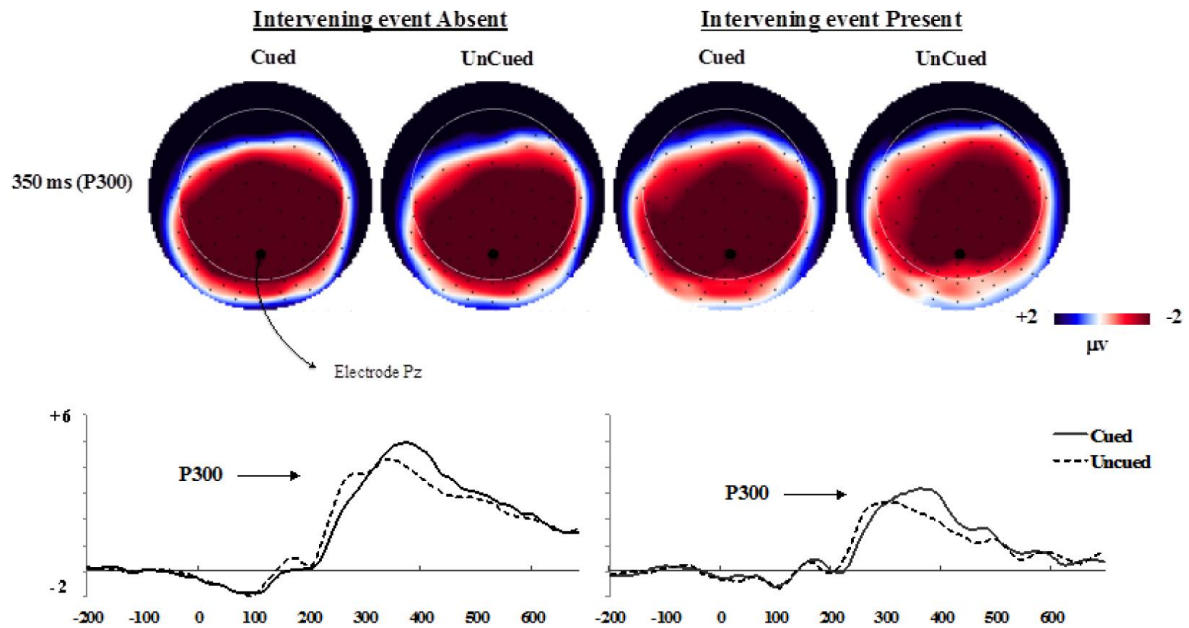 Intervening event Absent
Intervening event Present
Cued
UnCued
Cued
UnCued
350 ms (P300)
+2
-2
μv
Electrode Pz
+6
P300
-2
-200 -100 0 100 200 300 400 500 600
P300
Cued
Uncued
-200 -100 0 100 200 300 400 500 600